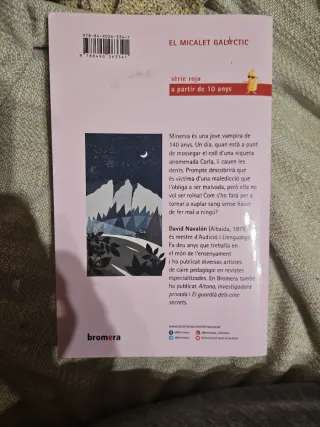 EL MICALET GALÀCTIC
sèrie roja
a partir de 10 anys
Minerva és una jove vampira de
140 anys. Un dia, quan està a punt
de mossegar el coll d'una xiqueta
anomenada Carla, li cauen les
dents. Prompte descobrirà que
és víctima d'una maledicció que
l'obliga a ser malvada, però ella no
vol ser roïna! Com s'ho farà per a
tornar a xuplar sang sense haver
de fer mal a ningú?
David Navalón (Albaida, 1979)
és mestre d'Audició i Llenguatge.
Fa deu anys que treballa en
el món de l'ensenyament
i ha publicat diverses articles
de caire pedagògic en revistes
especialitzades. En Bromera també
ha publicat Aitana, investigadora
privada i El guardià dels cinc
secrets.
bromera